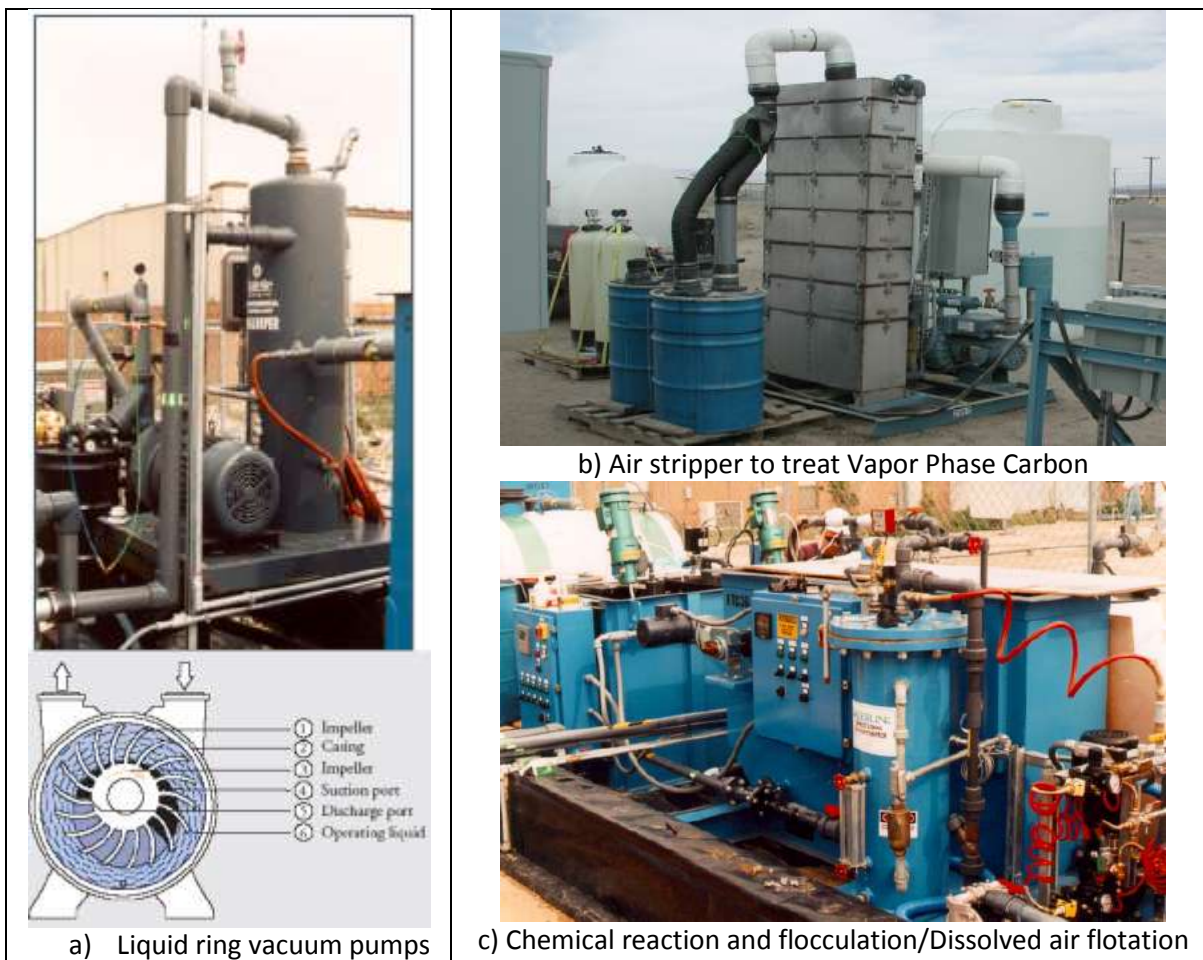 ① Impeller
② Casing
③ Impeller
④ Suction port
⑤ Discharge port
⑥ Operating liquid
a) Liquid ring vacuum pumps
b) Air stripper to treat Vapor Phase Carbon
c) Chemical reaction and flocculation/Dissolved air flotation